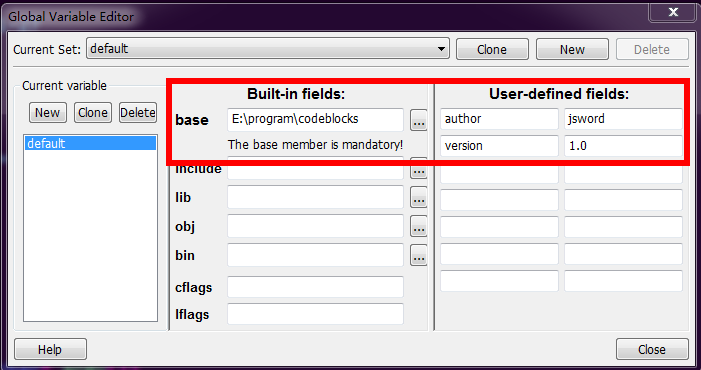 Global Variable Editor
Current Set: default Clone New Delete
Current variable
New Clone Delete
default
Built-in fields: User-defined fields:
base E:\program\codeblocks ... author jsword
The base member is mandatory! version 1.0
include
lib ...
obj ...
bin ...
cflags
lflags
Help Close